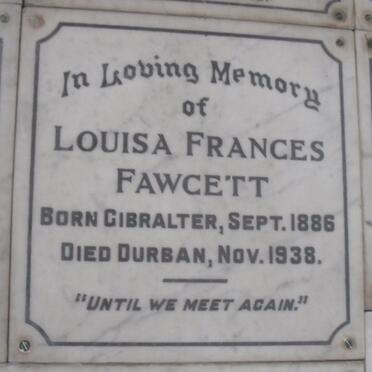 In Loving Memory
of
LOUISA FRANCES
FAWCETT
BORN GIBRALTER, SEPT. 1886
DIED DURBAN, NOV. 1938.
"UNTIL WE MEET AGAIN."